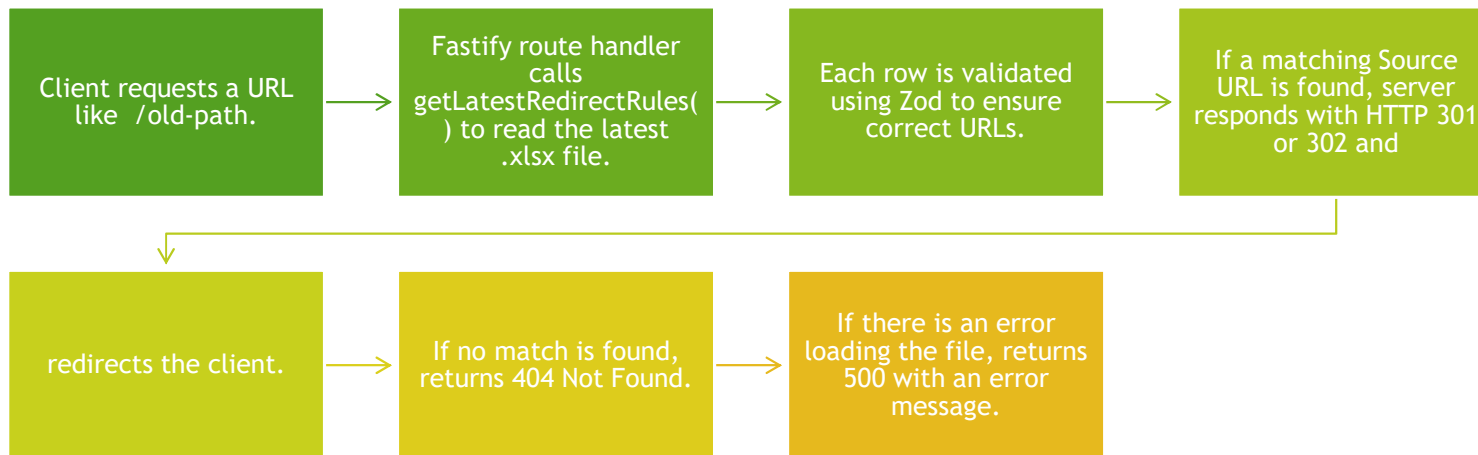 Client requests a URL
like /old-path.
Fastify route handler
calls
getLatestRedirectRules(
) to read the latest
.xlsx file.
Each row is validated
using Zod to ensure
correct URLs.
If a matching Source
URL is found, server
responds with HTTP 301
or 302 and
redirects the client.
If no match is found,
returns 404 Not Found.
If there is an error
loading the file, returns
500 with an error
message.